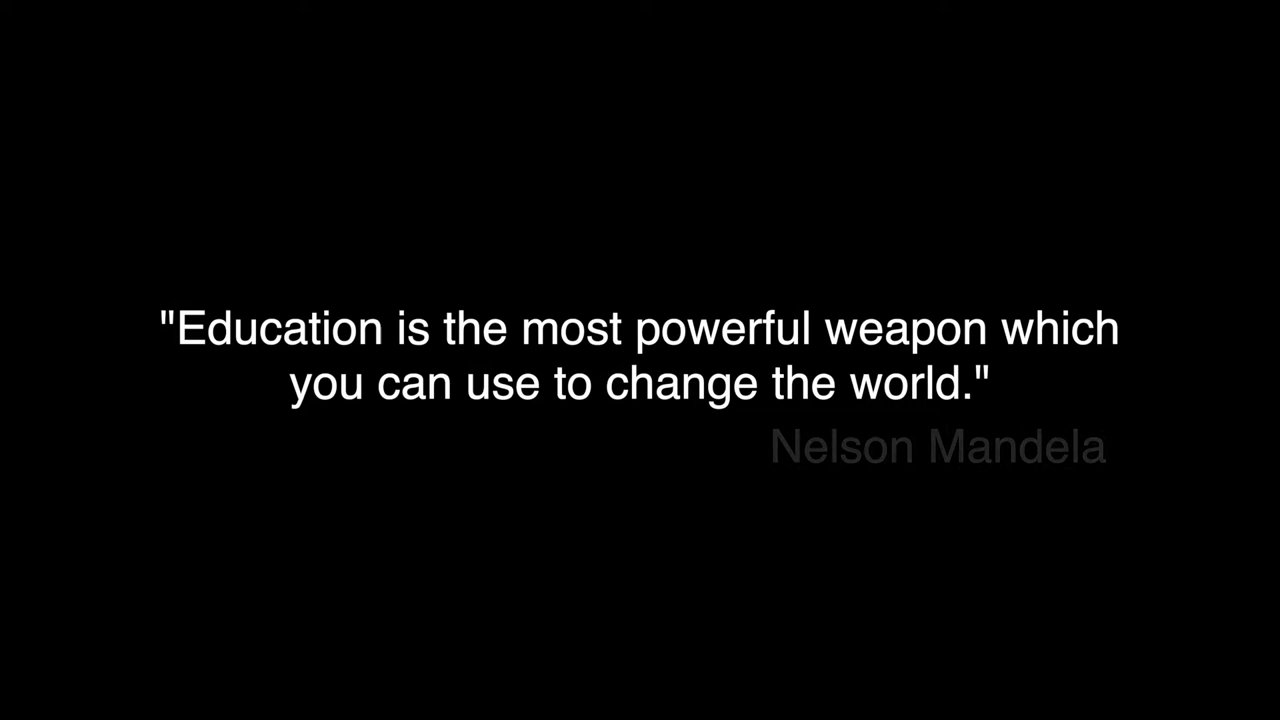 "Education is the most powerful weapon which
you can use to change the world."
Nelson Mandela